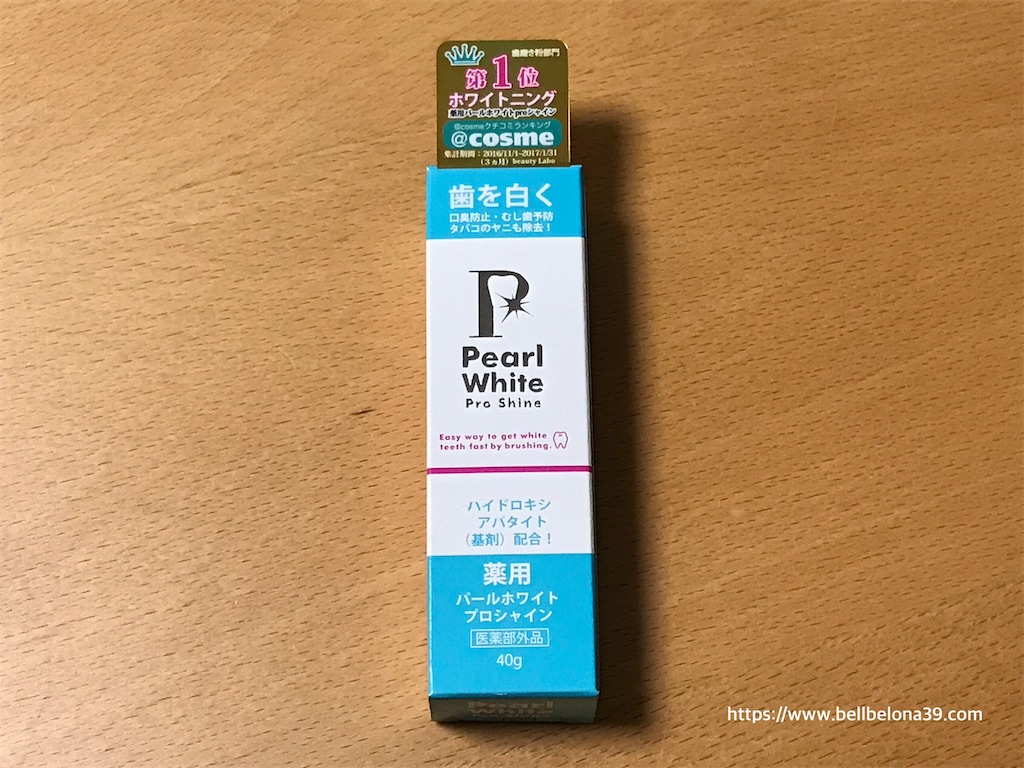 歯磨き粉部門
第1位
ホワイトニング
薬用パールホワイトproシャイン
@cosmeクチコミランキング
@cosme
集計期間:2016/11/1-2017/1/31
(3ヵ月) beauty Labo
歯を白く
口臭防止・むし歯予防
タバコのヤニも除去!
P
Pearl
White
Pro Shine
Easy way to get white
teeth fast by brushing.
ハイドロキシ
アパタイト
(基剤)配合!
薬用
パールホワイト
プロシャイン
医薬部外品
40g
Pearl
White
https://www.bellbelona39.com